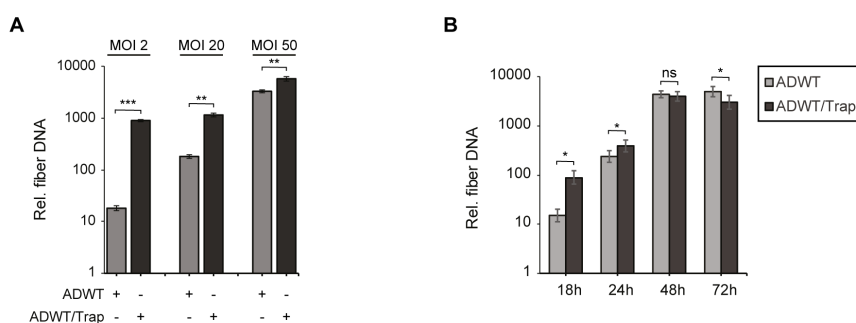 A
MOI 2 MOI 20 MOI 50
Rel. fiber DNA
10000
1000
100
10
1
*** ** **
ADWT + - + - + -
ADWT/Trap - + - + - +
B
Rel. fiber DNA
10000
1000
100
10
1
* * ns *
18h 24h 48h 72h
ADWT
ADWT/Trap